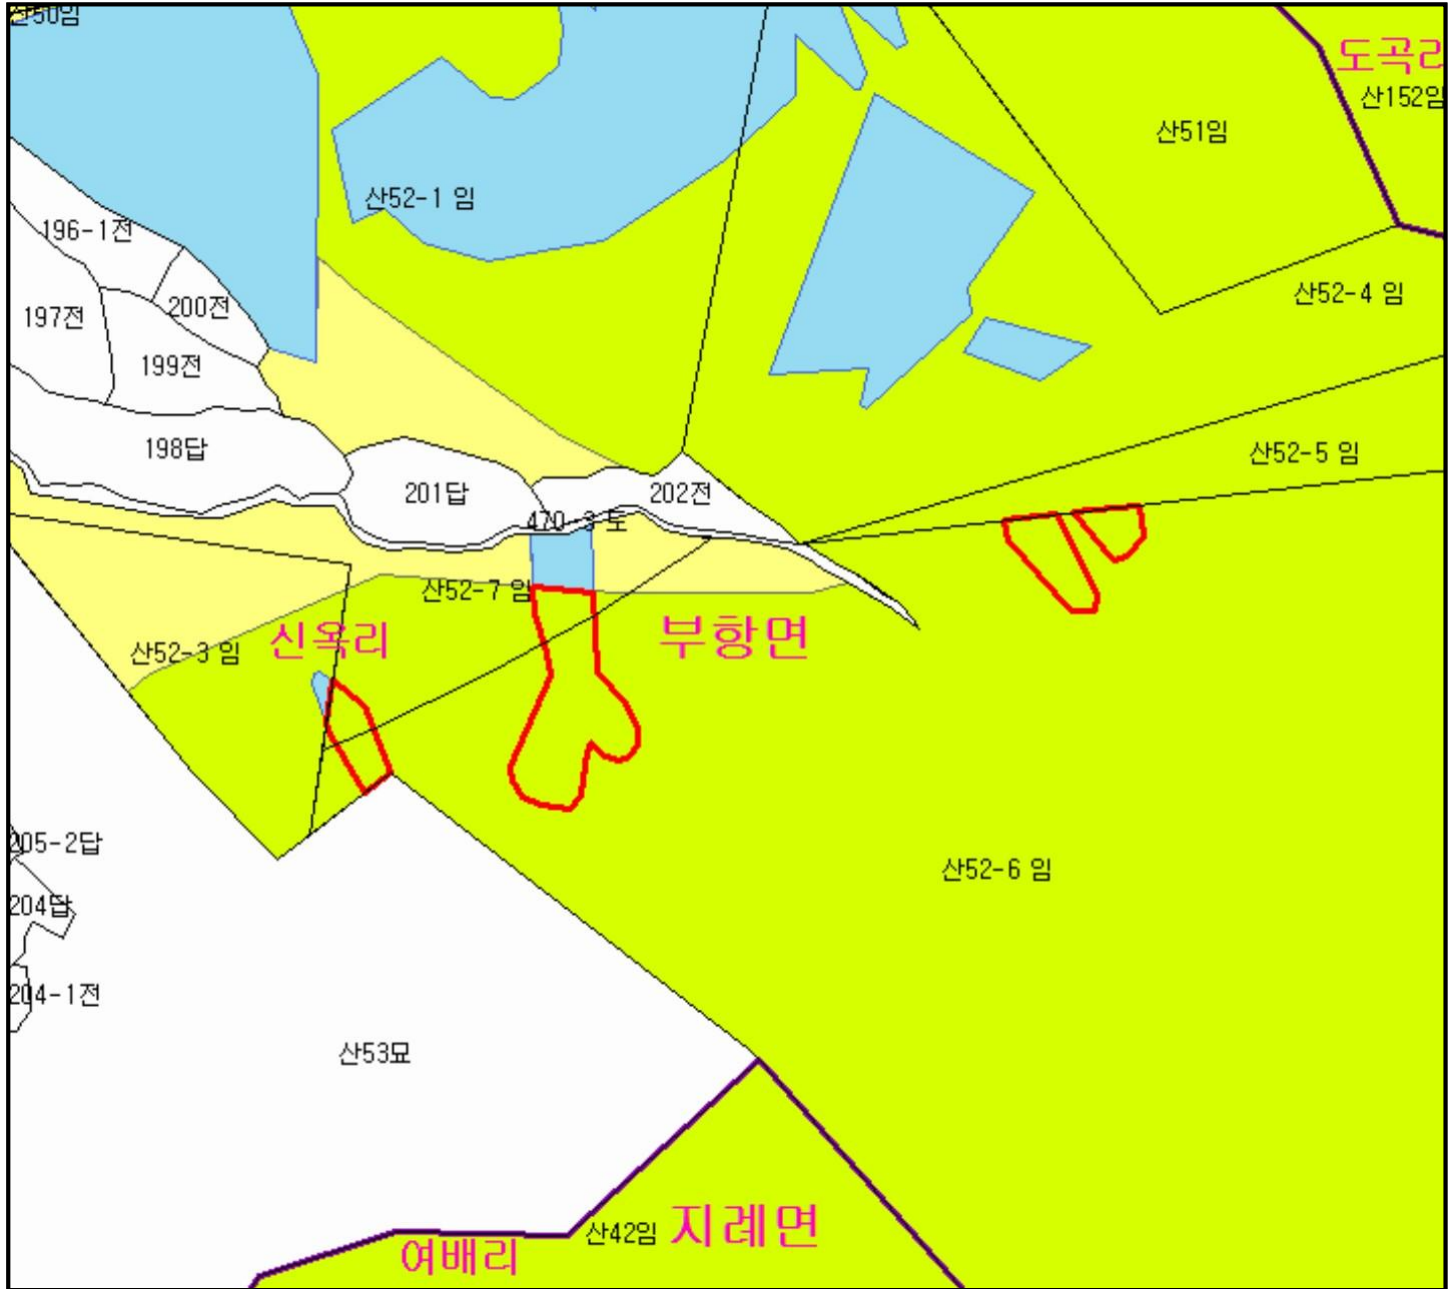 산50임
도곡리
산152임
산51임
산52-1 임
196-1전
200전
산52-4 임
197전
199전
198답
산52-5 임
201답
202전
470-3 도
산52-7 임
신옥리
부항면
산52-3 임
205-2답
산52-6 임
204답
204-1전
산53묘
산42임
지례면
여배리